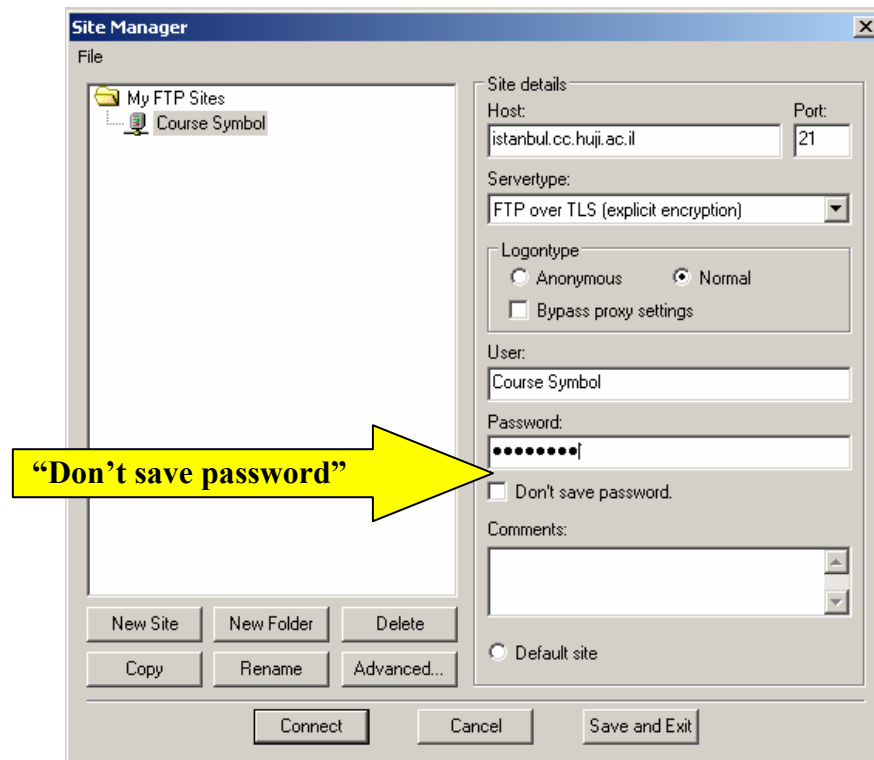 Site Manager
File
My FTP Sites
Course Symbol
Site details
Host:
Port:
istanbul.cc.huji.ac.il
21
Servertype:
FTP over TLS (explicit encryption)
Logontype
Anonymous
Normal
Bypass proxy settings
User:
Course Symbol
Password:
••••••••
“Don’t save password”
Don't save password.
Comments:
New Site
New Folder
Delete
Copy
Rename
Advanced...
Default site
Connect
Cancel
Save and Exit